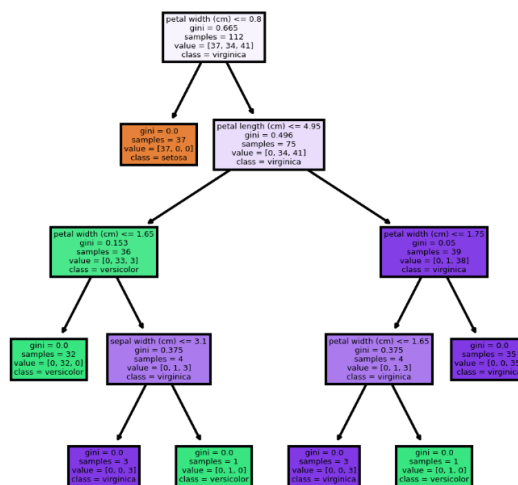 petal width (cm) <= 0.8
gini = 0.665
samples = 112
value = [37, 34, 41]
class = virginica
gini = 0.0
samples = 37
value = [37, 0, 0]
class = setosa
petal length (cm) <= 4.95
gini = 0.496
samples = 75
value = [0, 34, 41]
class = virginica
petal width (cm) <= 1.65
gini = 0.153
samples = 36
value = [0, 33, 3]
class = versicolor
petal width (cm) <= 1.75
gini = 0.05
samples = 39
value = [0, 1, 38]
class = virginica
gini = 0.0
samples = 32
value = [0, 32, 0]
class = versicolor
sepal width (cm) <= 3.1
gini = 0.375
samples = 4
value = [0, 1, 3]
class = virginica
petal width (cm) <= 1.65
gini = 0.375
samples = 4
value = [0, 1, 3]
class = virginica
gini = 0.0
samples = 35
value = [0, 0, 35]
class = virginica
gini = 0.0
samples = 3
value = [0, 0, 3]
class = virginica
gini = 0.0
samples = 1
value = [0, 1, 0]
class = versicolor
gini = 0.0
samples = 3
value = [0, 0, 3]
class = virginica
gini = 0.0
samples = 1
value = [0, 1, 0]
class = versicolor